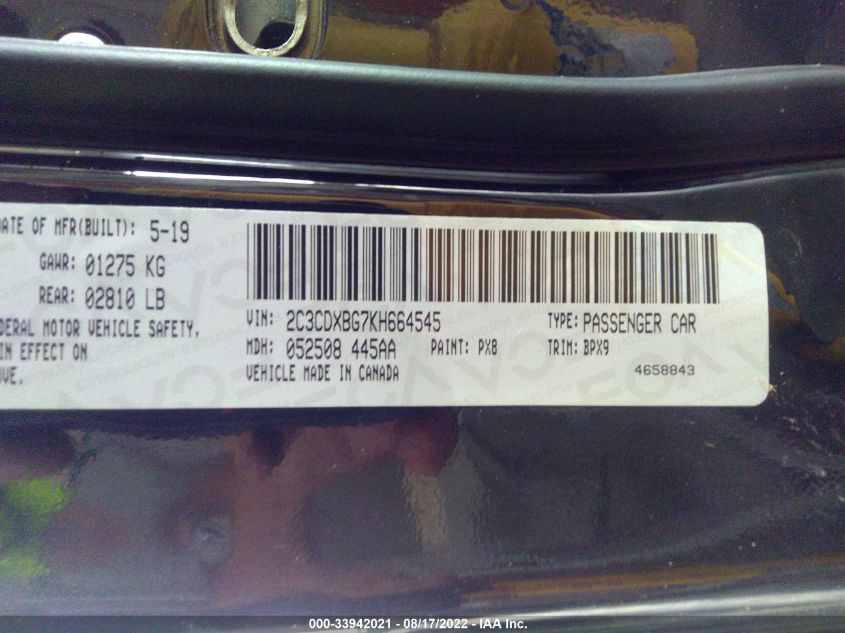 DATE OF MFR(BUILT): 5-19
GAWR: 01275 KG
REAR: 02810 LB
DERAL MOTOR VEHICLE SAFETY,
IN EFFECT ON
OVE.
VIN: 2C3CDXBG7KH664545 TYPE: PASSENGER CAR
MDH: 052508 445AA PAINT: PX8 TRIM: BPX9
VEHICLE MADE IN CANADA 4658843
000-33942021 - 08/17/2022 - IAA Inc.